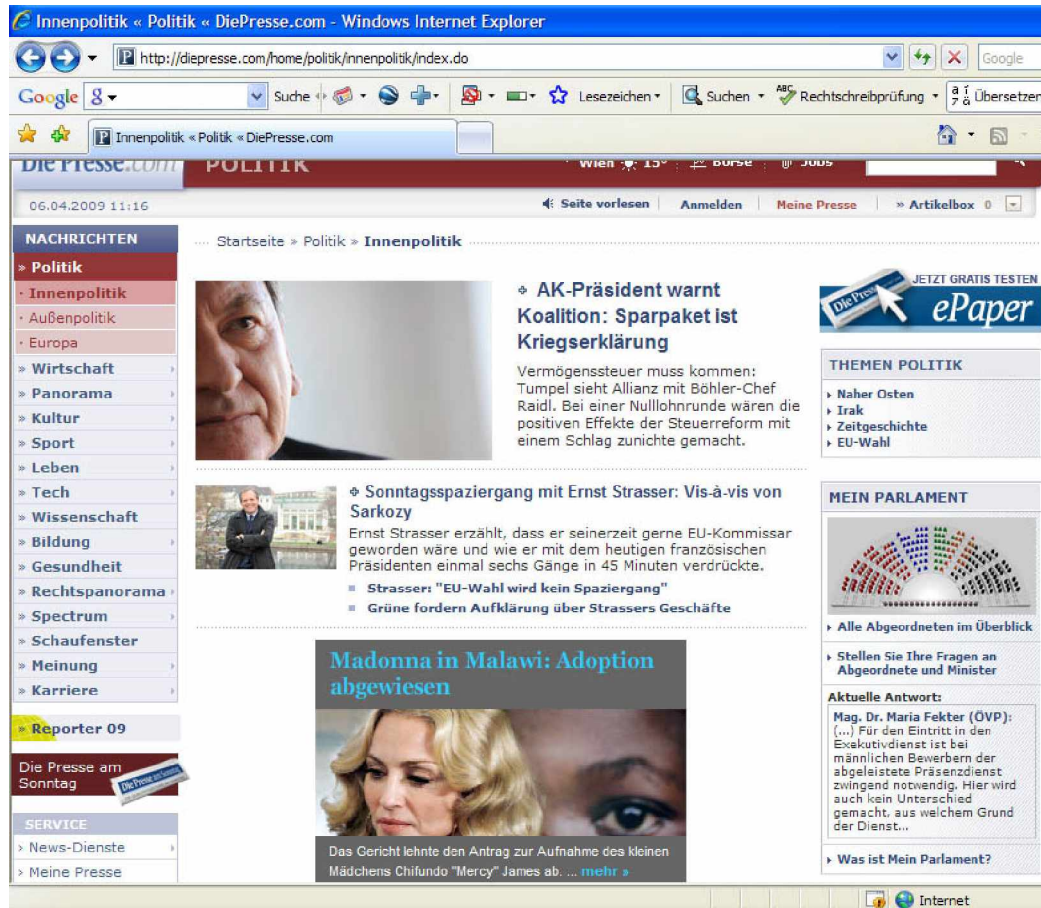 Innenpolitik « Politik « DiePresse.com - Windows Internet Explorer
http://diepresse.com/home/politik/innenpolitik/index.do
Google
Google
Suche
Lesezeichen
Suchen
Rechtschreibprüfung
Übersetzen
Innenpolitik « Politik « DiePresse.com
Die Presse.com
POLITIK
Wien 15°
Börse
Jobs
06.04.2009 11:16
Seite vorlesen
Anmelden
Meine Presse
» Artikelbox 0
NACHRICHTEN
» Politik
· Innenpolitik
· Außenpolitik
· Europa
» Wirtschaft
» Panorama
» Kultur
» Sport
» Leben
» Tech
» Wissenschaft
» Bildung
» Gesundheit
» Rechtspanorama
» Spectrum
» Schaufenster
» Meinung
» Karriere
» Reporter 09
Die Presse am
Sonntag
Die Presse am Sonntag
SERVICE
› News-Dienste
› Meine Presse
Startseite » Politik » Innenpolitik
AK-Präsident warnt
Koalition: Sparpaket ist
Kriegserklärung
Vermögenssteuer muss kommen:
Tumpel sieht Allianz mit Böhler-Chef
Raidl. Bei einer Nulllohnrunde wären die
positiven Effekte der Steuerreform mit
einem Schlag zunichte gemacht.
Sonntagsspaziergang mit Ernst Strasser: Vis-à-vis von
Sarkozy
Ernst Strasser erzählt, dass er seinerzeit gerne EU-Kommissar
geworden wäre und wie er mit dem heutigen französischen
Präsidenten einmal sechs Gänge in 45 Minuten verdrückte.
Strasser: "EU-Wahl wird kein Spaziergang"
Grüne fordern Aufklärung über Strassers Geschäfte
Madonna in Malawi: Adoption
abgewiesen
Das Gericht lehnte den Antrag zur Aufnahme des kleinen
Mädchens Chifundo "Mercy" James ab. ... mehr »
JETZT GRATIS TESTEN
Die Presse
ePaper
THEMEN POLITIK
Naher Osten
Irak
Zeitgeschichte
EU-Wahl
MEIN PARLAMENT
Alle Abgeordneten im Überblick
Stellen Sie Ihre Fragen an
Abgeordnete und Minister
Aktuelle Antwort:
Mag. Dr. Maria Fekter (ÖVP):
(...) Für den Eintritt in den
Exekutivdienst ist bei
männlichen Bewerbern der
abgeleistete Präsenzdienst
zwingend notwendig. Hier wird
auch kein Unterschied
gemacht, aus welchem Grund
der Dienst...
Was ist Mein Parlament?
Internet